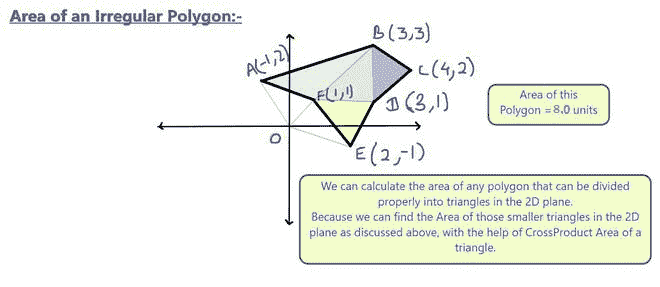 Area of an Irregular Polygon:-
B(3,3)
A(-1,2)
C(4,2)
F(1,1)
D(3,1)
Area of this
Polygon = 8.0 units
O
E(2,-1)
We can calculate the area of any polygon that can be divided
properly into triangles in the 2D plane.
Because we can find the Area of those smaller triangles in the 2D
plane as discussed above, with the help of CrossProduct Area of a
triangle.